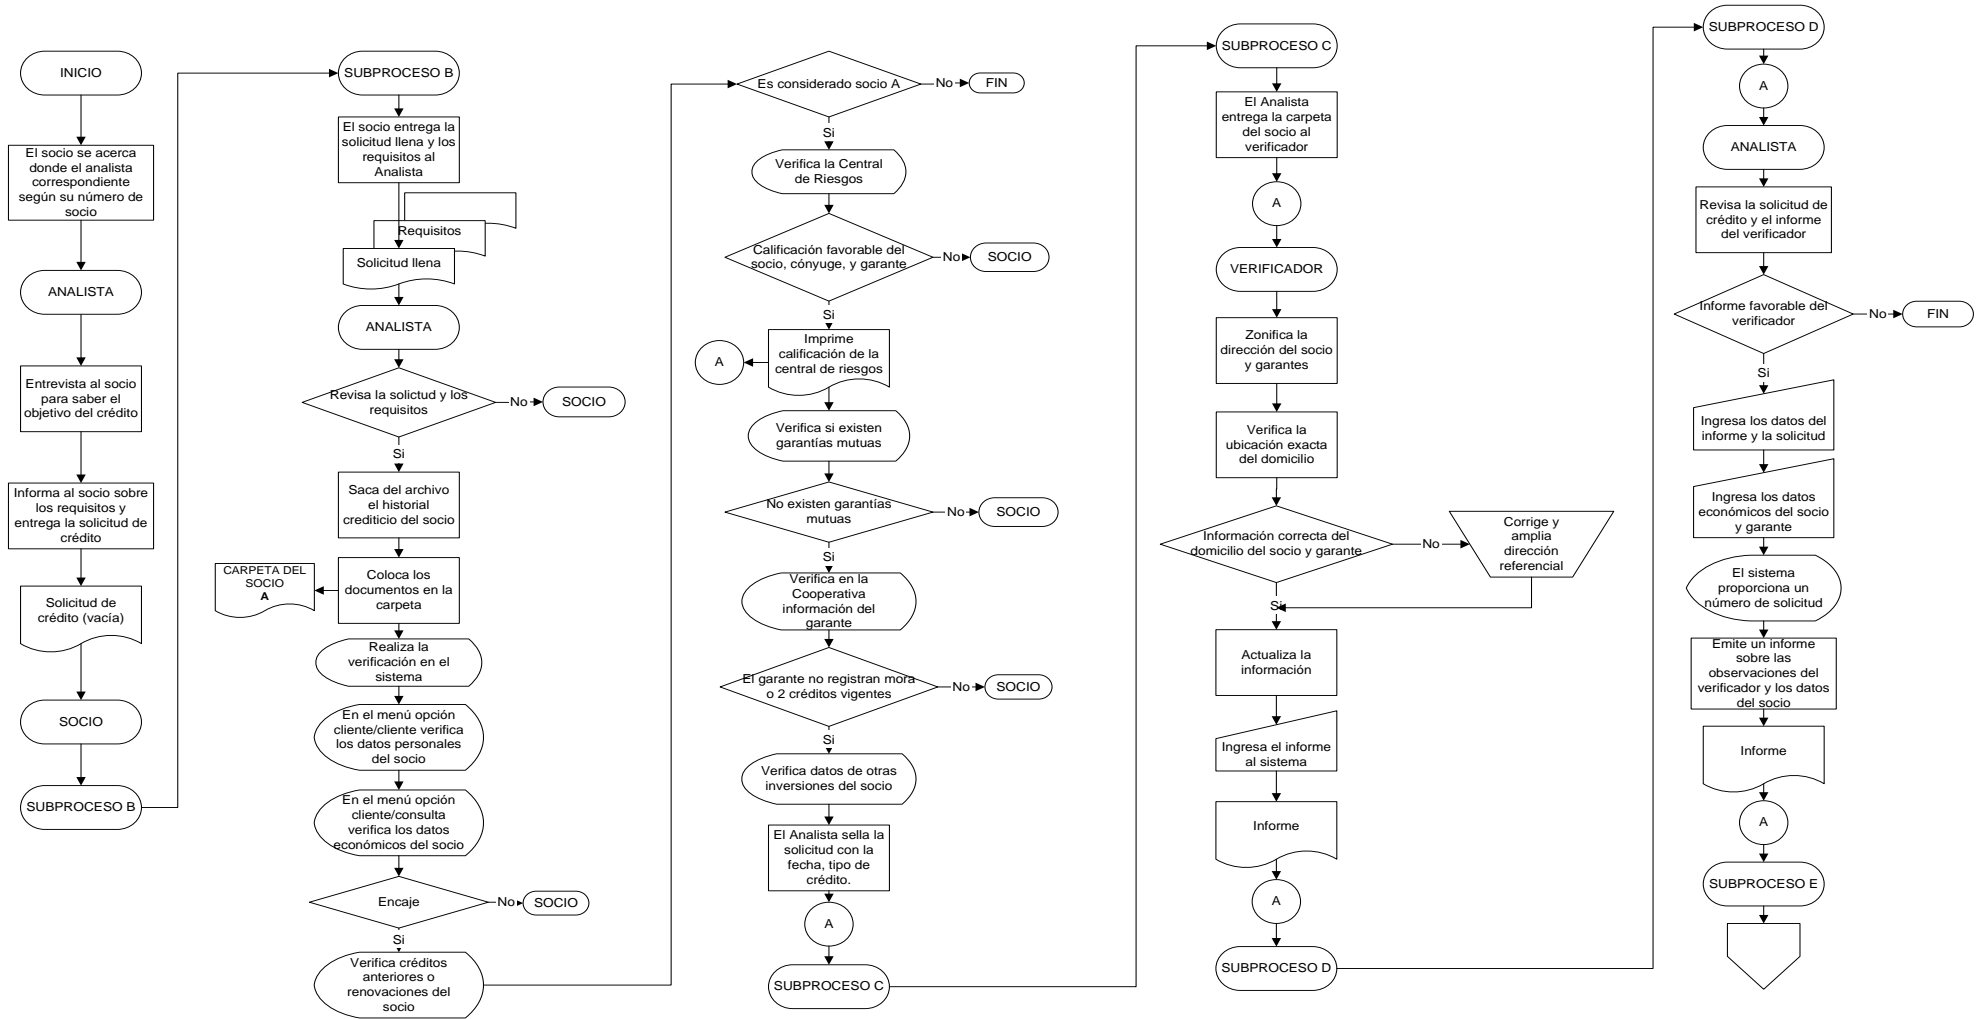 INICIO
El socio se acerca
donde el analista
correspondiente
según su número de
socio
ANALISTA
Entrevista al socio
para saber el
objetivo del crédito
Informa al socio sobre
los requisitos y
entrega la solicitud de
crédito
Solicitud de
crédito (vacía)
SOCIO
SUBPROCESO B
SUBPROCESO B
El socio entrega la
solicitud llena y los
requisitos al
Analista
Requisitos
Solicitud llena
ANALISTA
Revisa la solictud y los
requisitos
No
SOCIO
Si
Saca del archivo
el historial
crediticio del socio
Coloca los
documentos en la
carpeta
CARPETA DEL
SOCIO
A
Realiza la
verificación en el
sistema
En el menú opción
cliente/cliente verifica
los datos personales
del socio
En el menú opción
cliente/consulta
verifica los datos
económicos del socio
Encaje
No
SOCIO
Si
Verifica créditos
anteriores o
renovaciones del
socio
Es considerado socio A
No
FIN
Si
Verifica la Central
de Riesgos
Calificación favorable del
socio, cónyuge, y garante
No
SOCIO
Si
Imprime
calificación de la
central de riesgos
A
Verifica si existen
garantías mutuas
No existen garantías
mutuas
No
SOCIO
Si
Verifica en la
Cooperativa
información del
garante
El garante no registran mora
o 2 créditos vigentes
No
SOCIO
Si
Verifica datos de otras
inversiones del socio
El Analista sella la
solicitud con la
fecha, tipo de
crédito.
A
SUBPROCESO C
SUBPROCESO C
El Analista
entrega la carpeta
del socio al
verificador
A
VERIFICADOR
Zonifica la
dirección del socio
y garantes
Verifica la
ubicación exacta
del domicilio
Información correcta del
domicilio del socio y garante
No
Corrige y
amplia
dirección
referencial
Si
Actualiza la
información
Ingresa el informe
al sistema
Informe
A
SUBPROCESO D
SUBPROCESO D
A
ANALISTA
Revisa la solicitud de
crédito y el informe
del verificador
Informe favorable del
verificador
No
FIN
Si
Ingresa los datos del
informe y la solicitud
Ingresa los datos
económicos del socio
y garante
El sistema
proporciona un
número de solicitud
Emite un informe
sobre las
observaciones del
verificador y los datos
del socio
Informe
A
SUBPROCESO E